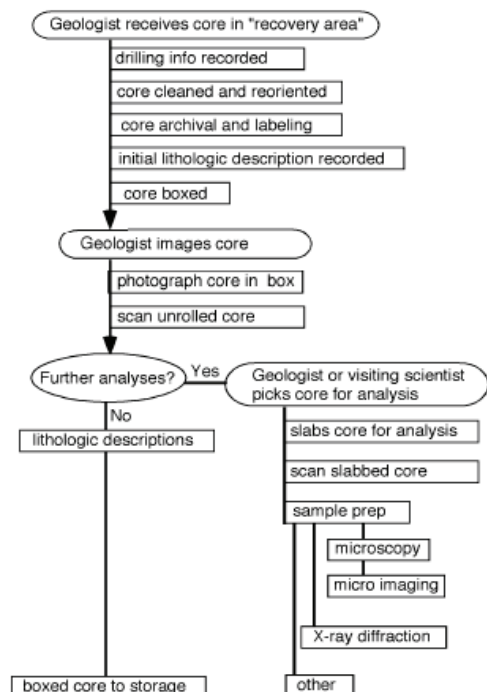 Geologist receives core in "recovery area"
drilling info recorded
core cleaned and reoriented
core archival and labeling
initial lithologic description recorded
core boxed
Geologist images core
photograph core in box
scan unrolled core
Further analyses?
Yes
Geologist or visiting scientist
picks core for analysis
No
lithologic descriptions
slabs core for analysis
scan slabbed core
sample prep
microscopy
micro imaging
X-ray diffraction
boxed core to storage
other